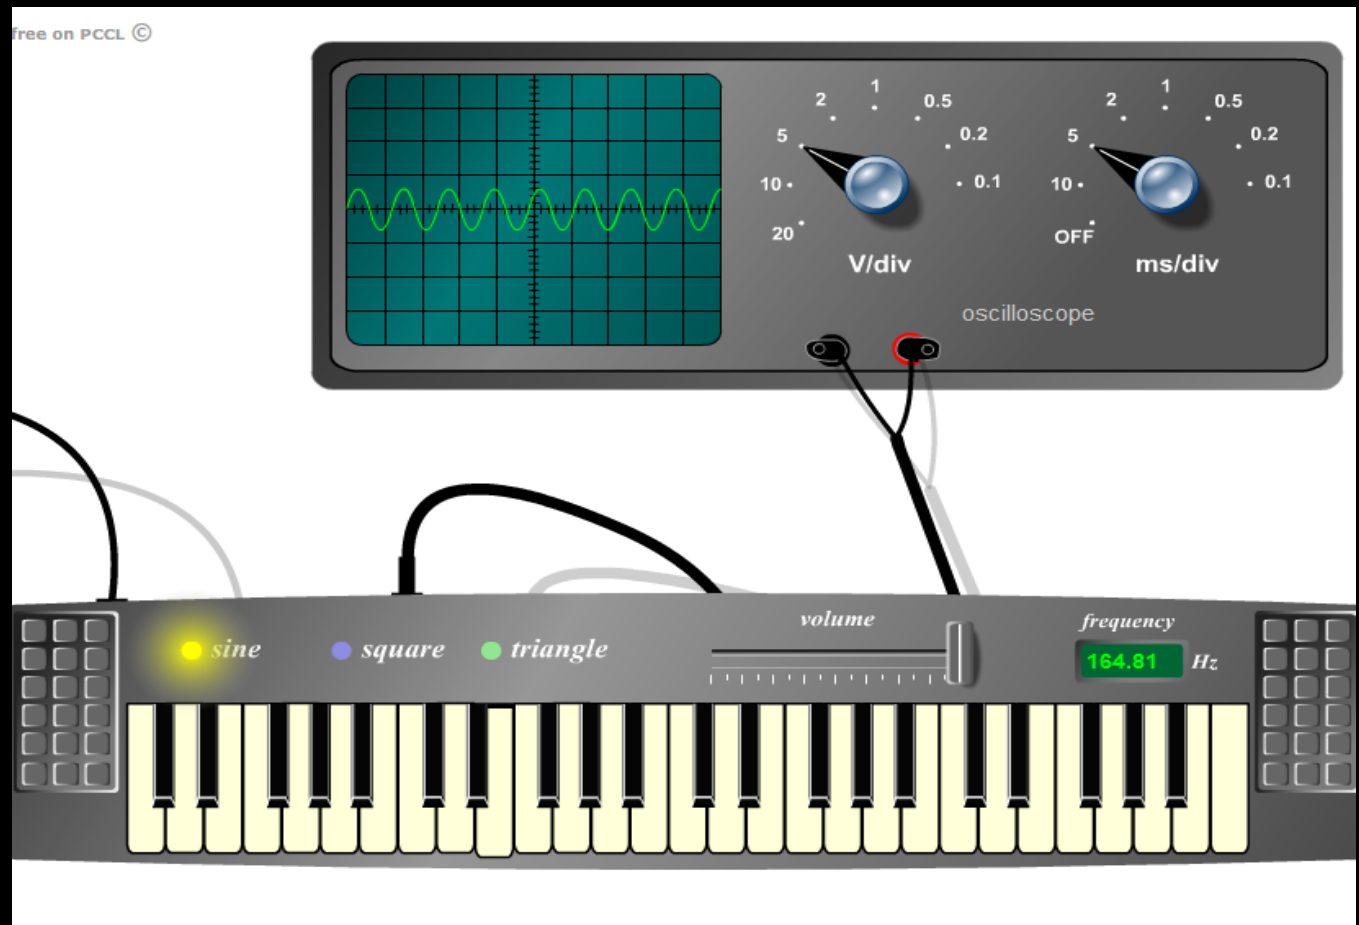 free on PCCL ©
1
2
0.5
5
0.2
10
0.1
20
V/div
1
2
0.5
5
0.2
10
0.1
OFF
ms/div
oscilloscope
volume
frequency
sine
square
triangle
164.81 Hz